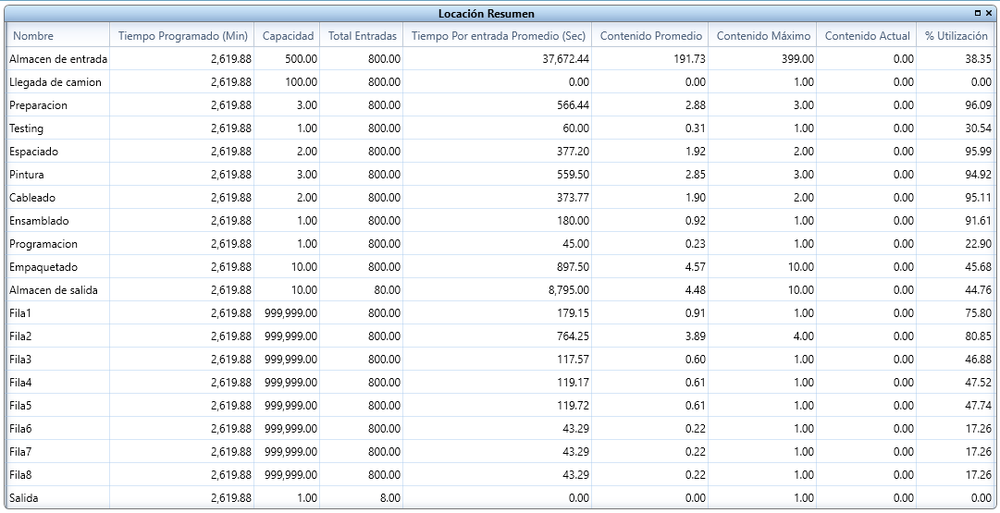 Locación Resumen
Nombre Tiempo Programado (Min) Capacidad Total Entradas Tiempo Por entrada Promedio (Sec) Contenido Promedio Contenido Máximo Contenido Actual % Utilización
Almacen de entrada 2,619.88 500.00 800.00 37,672.44 191.73 399.00 0.00 38.35
Llegada de camion 2,619.88 100.00 800.00 0.00 0.00 1.00 0.00 0.00
Preparacion 2,619.88 3.00 800.00 566.44 2.88 3.00 0.00 96.09
Testing 2,619.88 1.00 800.00 60.00 0.31 1.00 0.00 30.54
Espaciado 2,619.88 2.00 800.00 377.20 1.92 2.00 0.00 95.99
Pintura 2,619.88 3.00 800.00 559.50 2.85 3.00 0.00 94.92
Cableado 2,619.88 2.00 800.00 373.77 1.90 2.00 0.00 95.11
Ensamblado 2,619.88 1.00 800.00 180.00 0.92 1.00 0.00 91.61
Programacion 2,619.88 1.00 800.00 45.00 0.23 1.00 0.00 22.90
Empaquetado 2,619.88 10.00 800.00 897.50 4.57 10.00 0.00 45.68
Almacen de salida 2,619.88 10.00 80.00 8,795.00 4.48 10.00 0.00 44.76
Fila1 2,619.88 999,999.00 800.00 179.15 0.91 1.00 0.00 75.80
Fila2 2,619.88 999,999.00 800.00 764.25 3.89 4.00 0.00 80.85
Fila3 2,619.88 999,999.00 800.00 117.57 0.60 1.00 0.00 46.88
Fila4 2,619.88 999,999.00 800.00 119.17 0.61 1.00 0.00 47.52
Fila5 2,619.88 999,999.00 800.00 119.72 0.61 1.00 0.00 47.74
Fila6 2,619.88 999,999.00 800.00 43.29 0.22 1.00 0.00 17.26
Fila7 2,619.88 999,999.00 800.00 43.29 0.22 1.00 0.00 17.26
Fila8 2,619.88 999,999.00 800.00 43.29 0.22 1.00 0.00 17.26
Salida 2,619.88 1.00 8.00 0.00 0.00 1.00 0.00 0.00